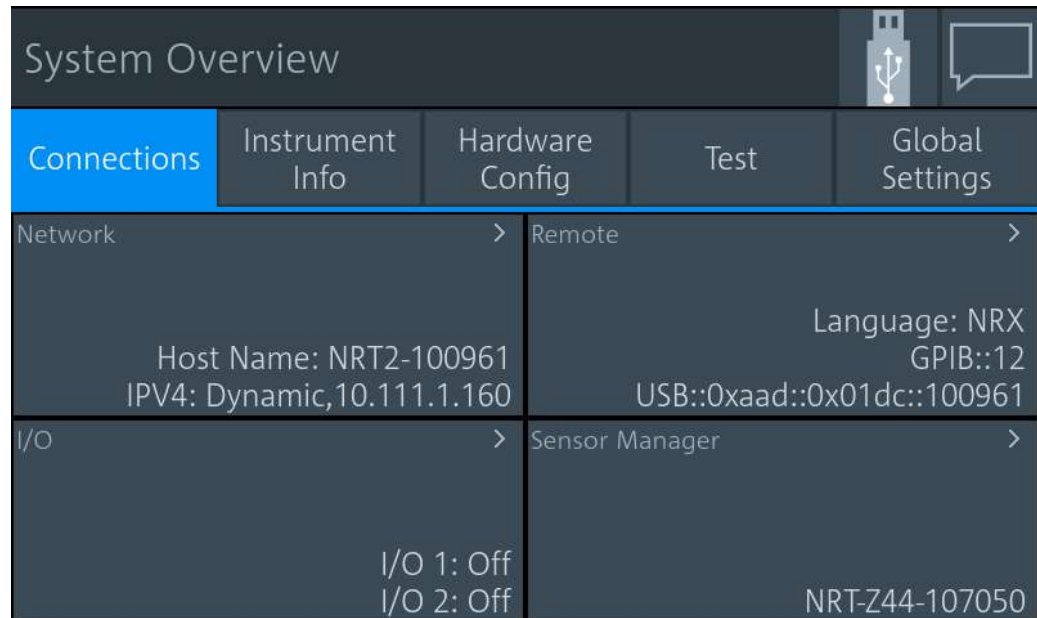 System Overview
Connections
Instrument
Info
Hardware
Config
Test
Global
Settings
Network >
Host Name: NRT2-100961
IPV4: Dynamic,10.111.1.160
Remote >
Language: NRX
GPIB::12
USB::0xaad::0x01dc::100961
I/O >
I/O 1: Off
I/O 2: Off
Sensor Manager >
NRT-Z44-107050